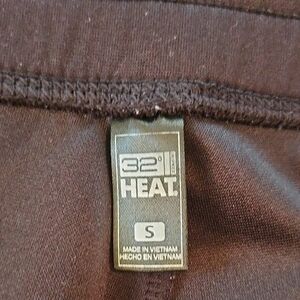 32°
HEAT
S
MADE IN VIETNAM
HECHO EN VIETNAM